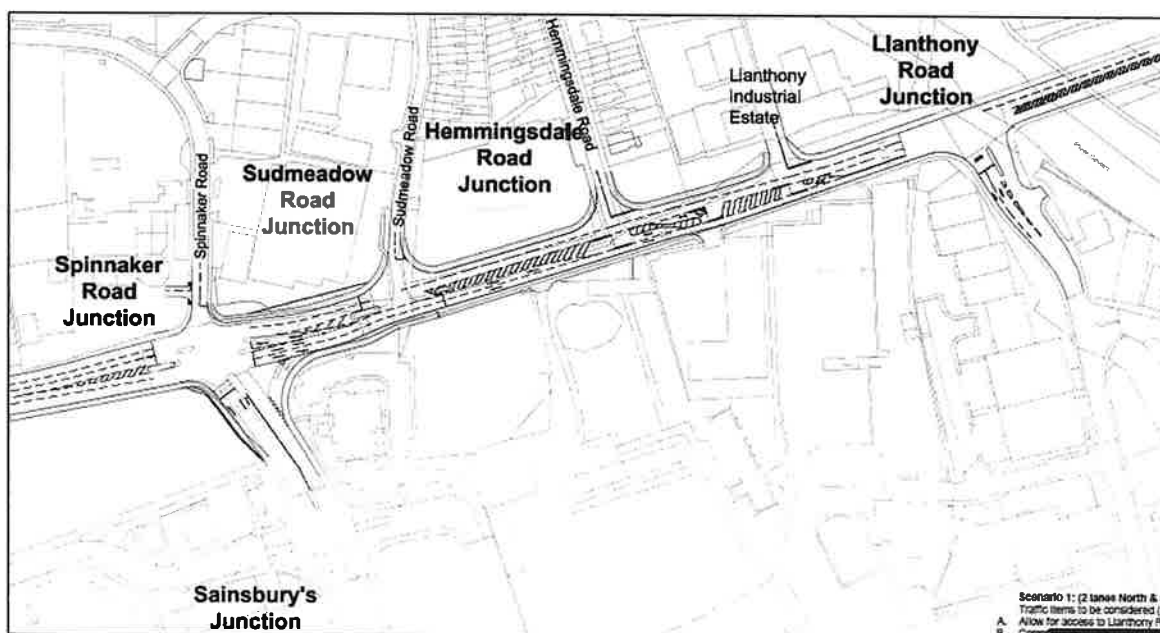 Llanthony
Road
Junction
Hemmingsdale Road
Llanthony
Industrial
Estate
Hemmingsdale
Road
Junction
Sudmeadow Road
Sudmeadow
Road
Junction
Spinnaker Road
Spinnaker
Road
Junction
Sainsbury's
Junction
Scenario 1: (2 lanes North &
Traffic items to be considered (
A. Allow for access to Llanthony
B.